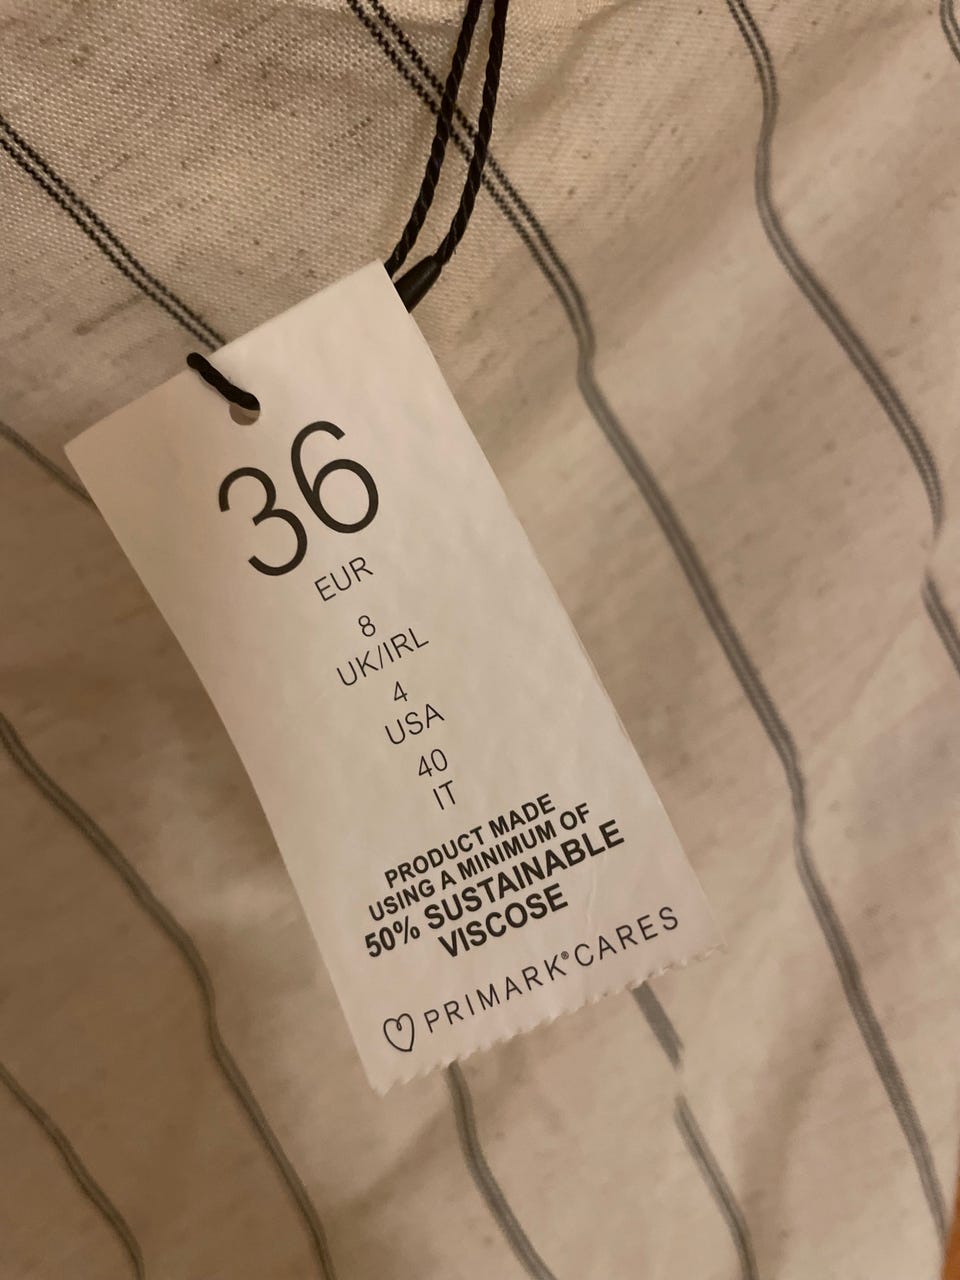 36
EUR
8
UK/IRL
4
USA
40
IT
PRODUCT MADE
USING A MINIMUM OF
50% SUSTAINABLE
VISCOSE
PRIMARK® CARES